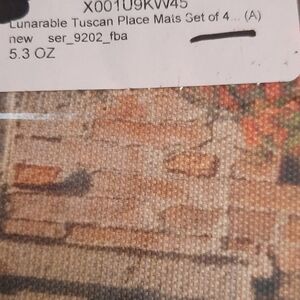 X001U9KW45
Lunarable Tuscan Place Mats Set of 4... (A)
new ser_9202_fba
5.3 OZ